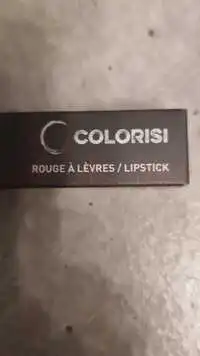 COLORISI
ROUGE À LÈVRES / LIPSTICK